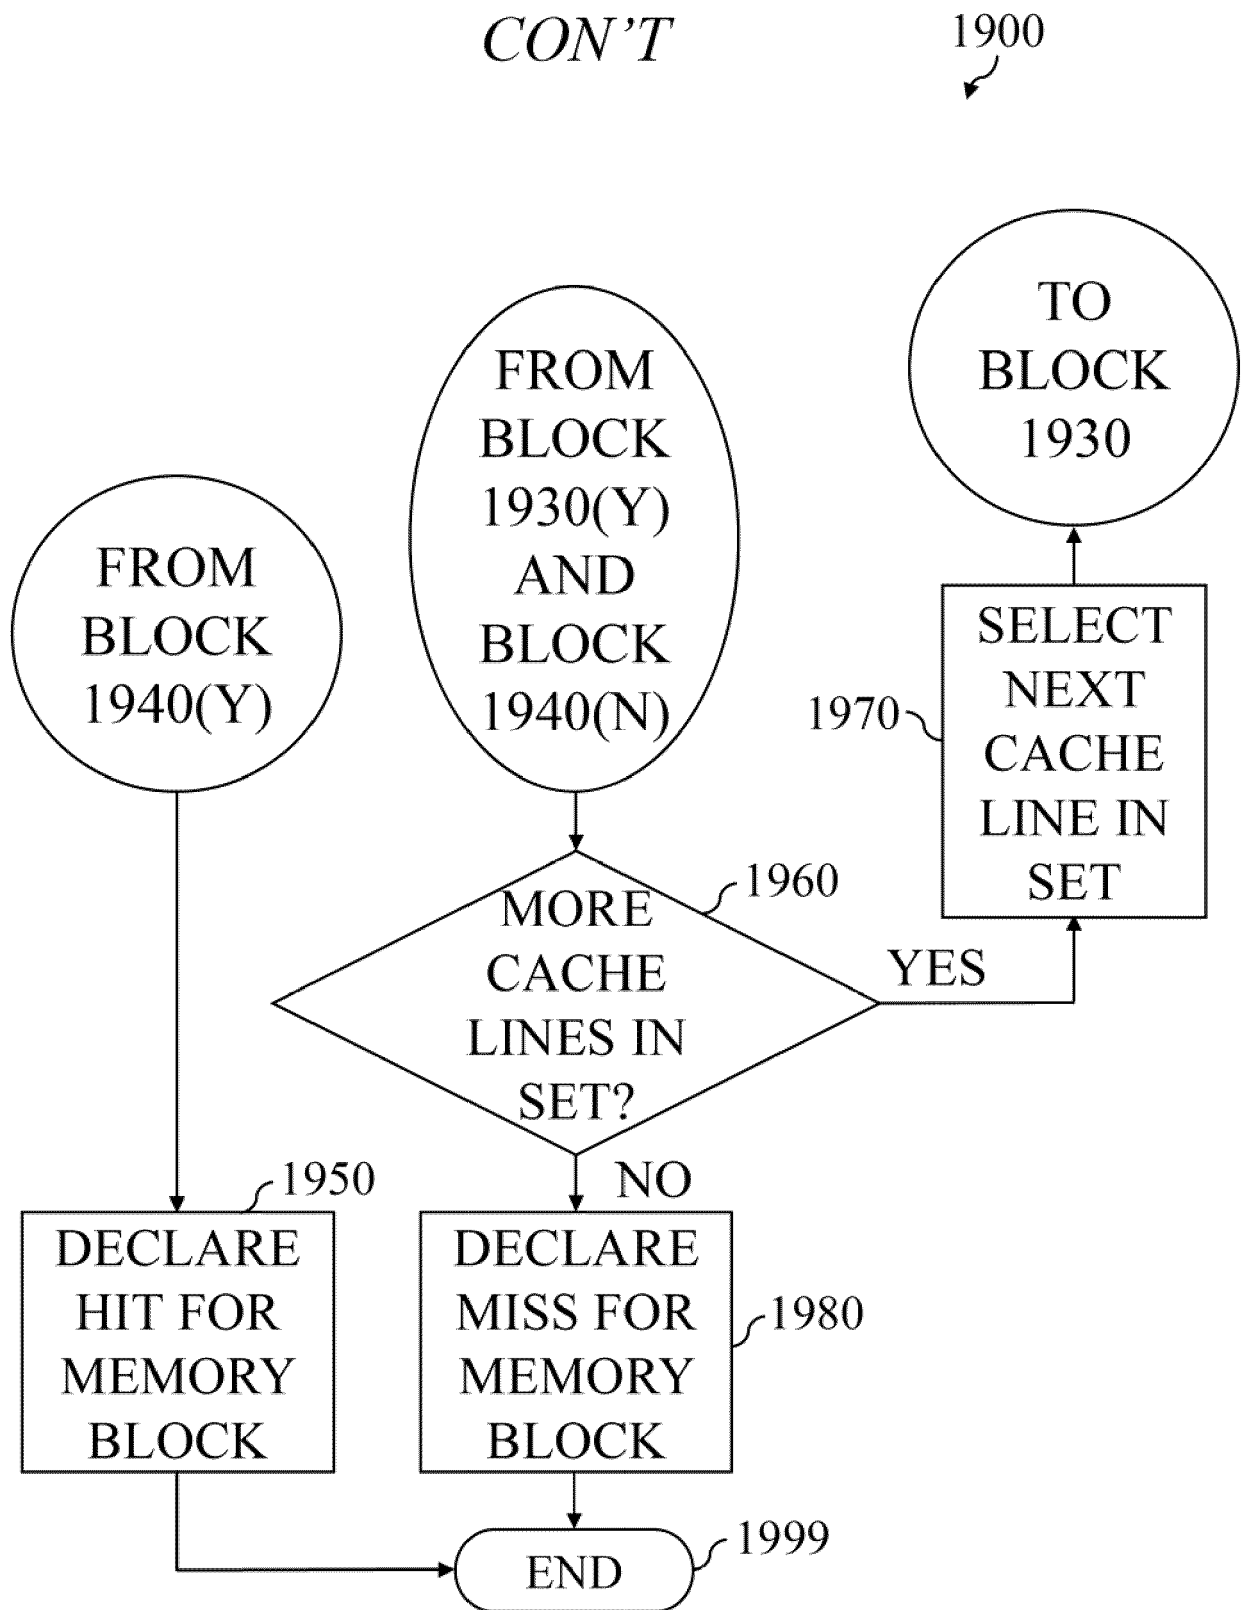 CON'T
1900
TO
BLOCK
1930
FROM
BLOCK
1930(Y)
AND
BLOCK
1940(N)
FROM
BLOCK
1940(Y)
SELECT
NEXT
CACHE
LINE IN
SET
1970
MORE
CACHE
LINES IN
SET?
1960
YES
NO
1950
DECLARE
HIT FOR
MEMORY
BLOCK
DECLARE
MISS FOR
MEMORY
BLOCK
1980
END
1999